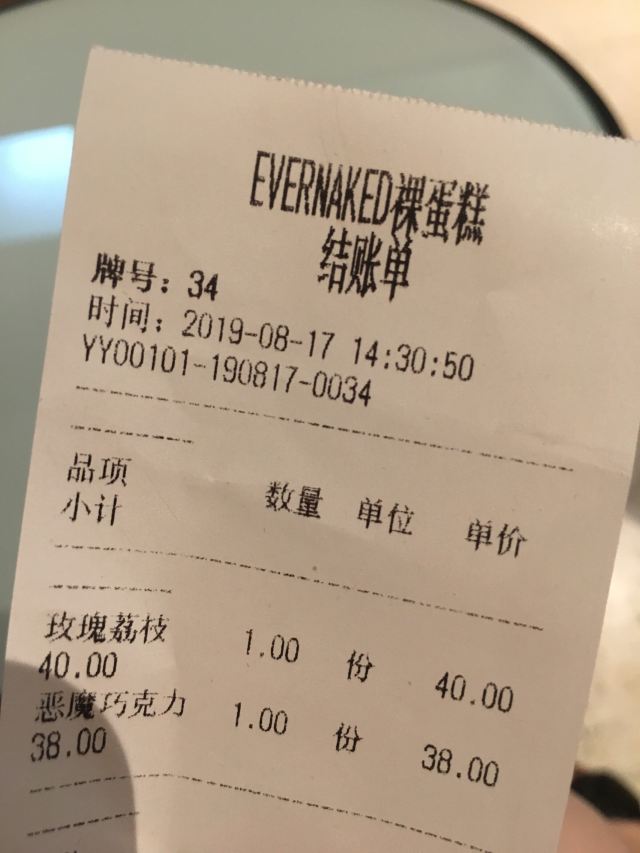 EVERNAKED裸蛋糕
结账单
牌号：34
时间：2019-08-17 14:30:50
YY00101-190817-0034
品项 数量 单位 单价
小计
玫瑰荔枝 1.00 份 40.00
40.00
恶魔巧克力 1.00 份 38.00
38.00